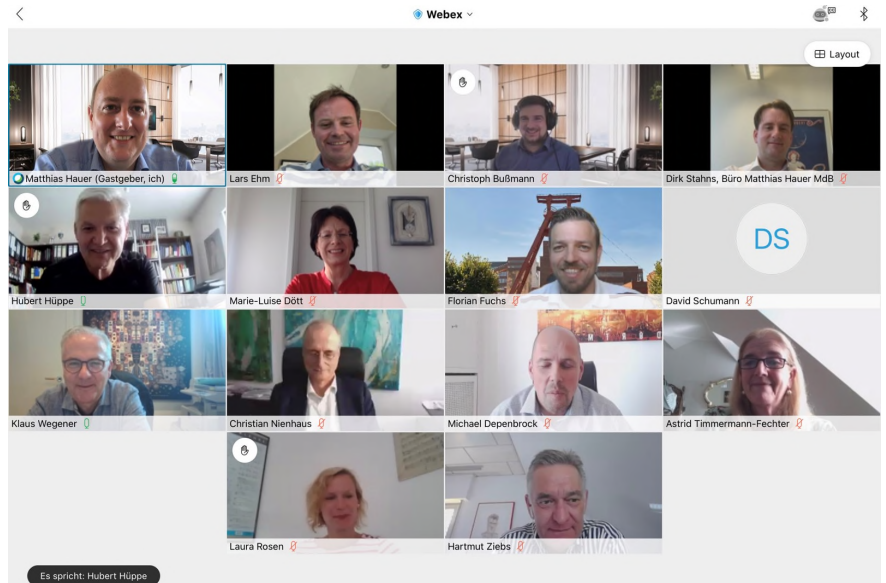 Webex
Layout
Matthias Hauer (Gastgeber, ich)
Lars Ehm
Christoph Bußmann
Dirk Stahns, Büro Matthias Hauer MdB
Hubert Hüppe
Marie-Luise Dött
Florian Fuchs
DS
David Schumann
Klaus Wegener
Christian Nienhaus
Michael Depenbrock
Astrid Timmermann-Fechter
Laura Rosen
Hartmut Ziebs
Es spricht: Hubert Hüppe